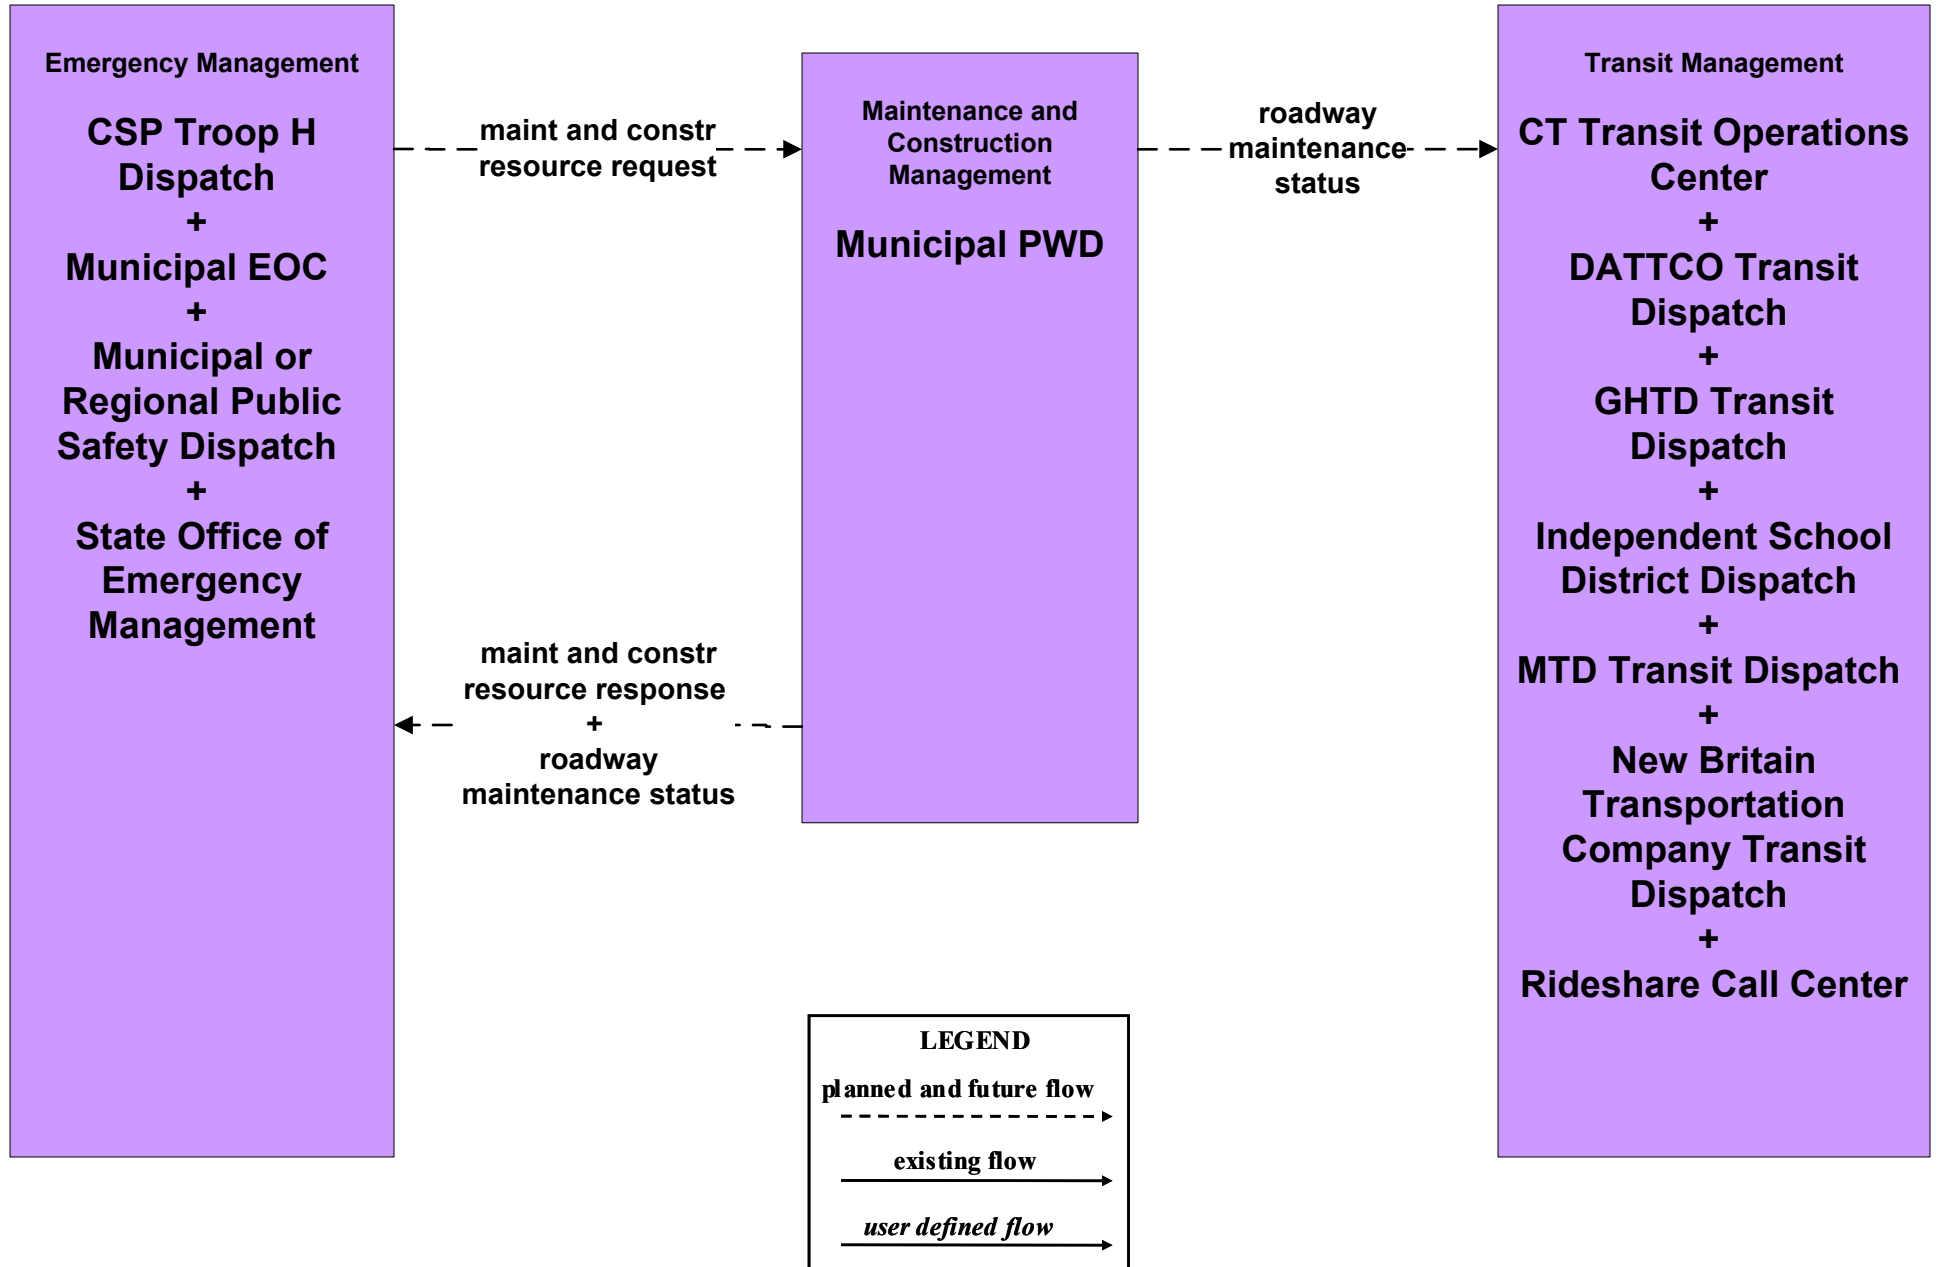 Emergency Management
CSP Troop H
Dispatch
+
Municipal EOC
+
Municipal or
Regional Public
Safety Dispatch
+
State Office of
Emergency
Management
maint and constr
resource request
maint and constr
resource response
+
roadway
maintenance status
Maintenance and
Construction
Management
Municipal PWD
roadway
maintenance
status
Transit Management
CT Transit Operations
Center
+
DATTCO Transit
Dispatch
+
GHTD Transit
Dispatch
+
Independent School
District Dispatch
+
MTD Transit Dispatch
+
New Britain
Transportation
Company Transit
Dispatch
+
Rideshare Call Center
LEGEND
planned and future flow
existing flow
user defined flow